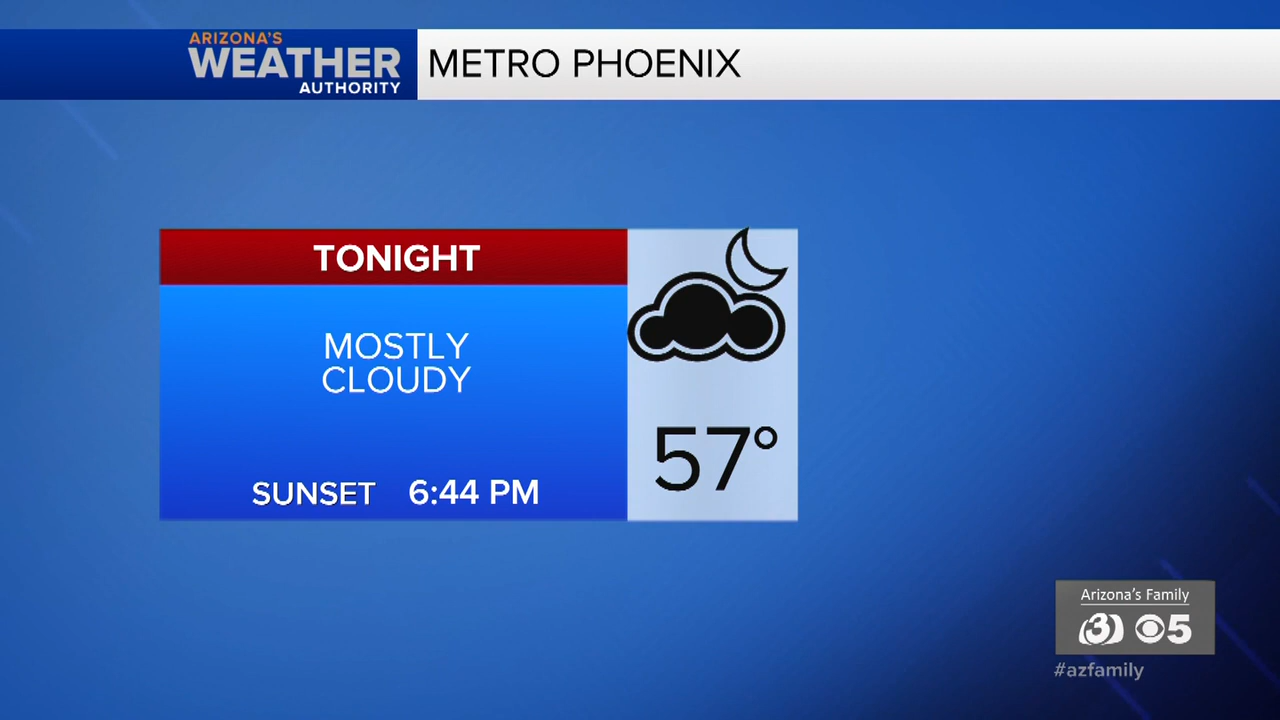 ARIZONA'S
WEATHER
AUTHORITY
METRO PHOENIX
TONIGHT
MOSTLY
CLOUDY
57°
SUNSET 6:44 PM
Arizona's Family
3 5
#azfamily